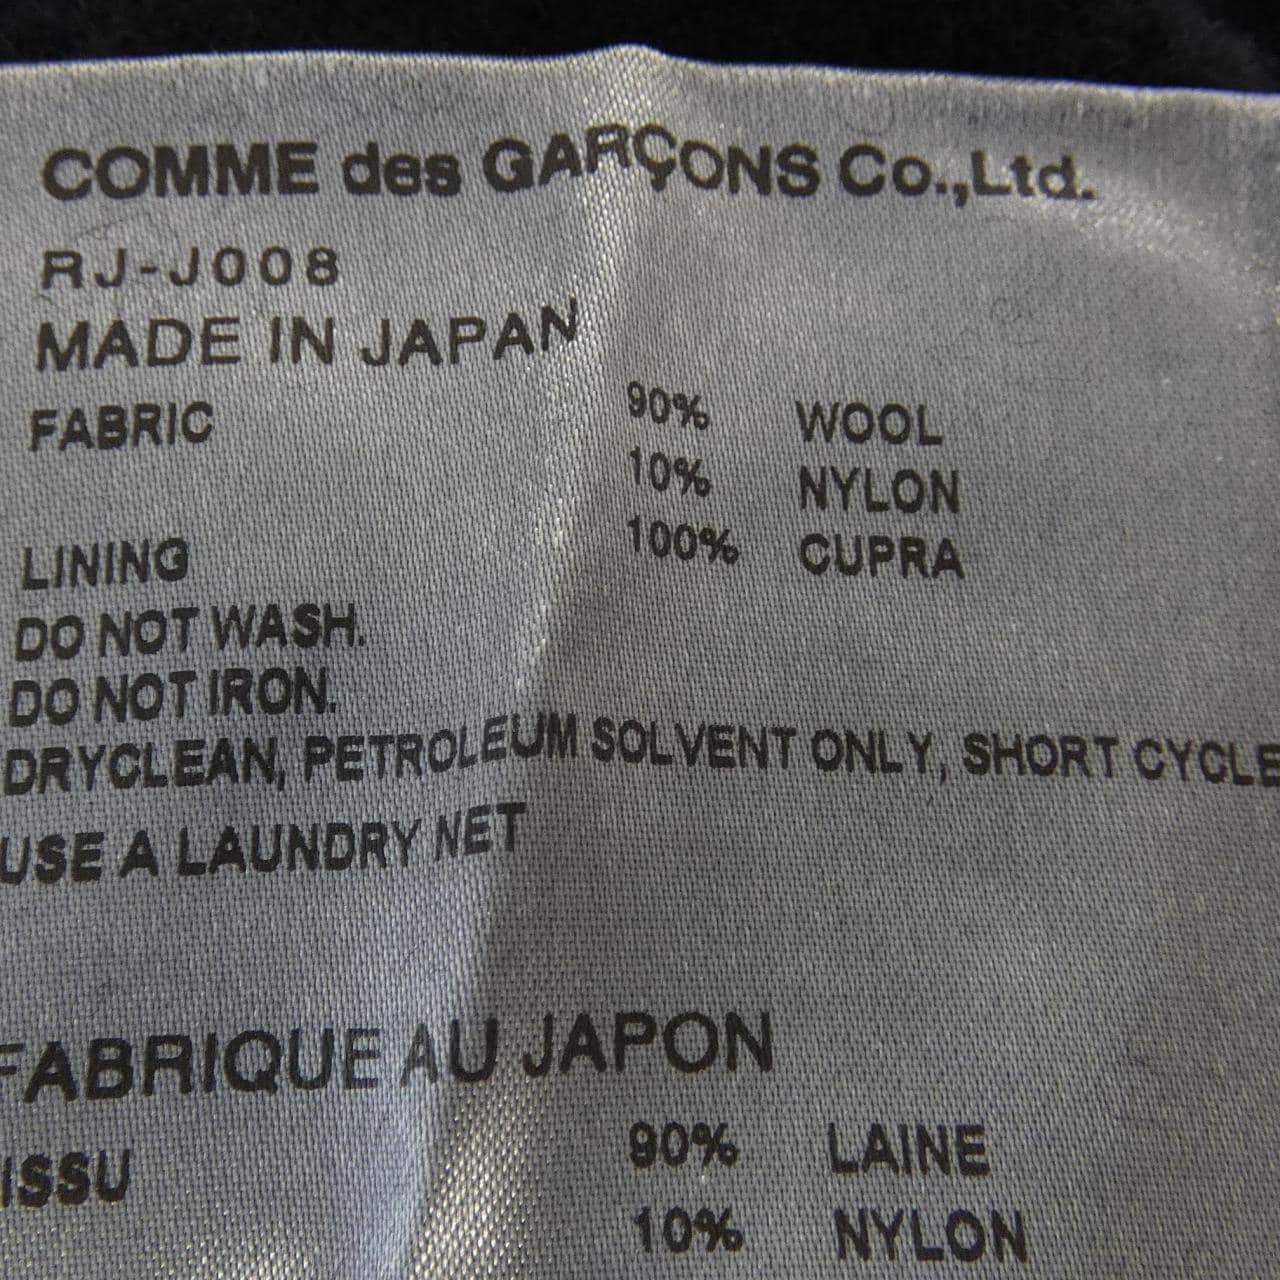 COMME des GARÇONS Co.,Ltd.
RJ-J008
MADE IN JAPAN
FABRIC 90% WOOL
10% NYLON
LINING 100% CUPRA
DO NOT WASH.
DO NOT IRON.
DRYCLEAN, PETROLEUM SOLVENT ONLY, SHORT CYCLE
USE A LAUNDRY NET
FABRIQUE AU JAPON
ISSU 90% LAINE
10% NYLON